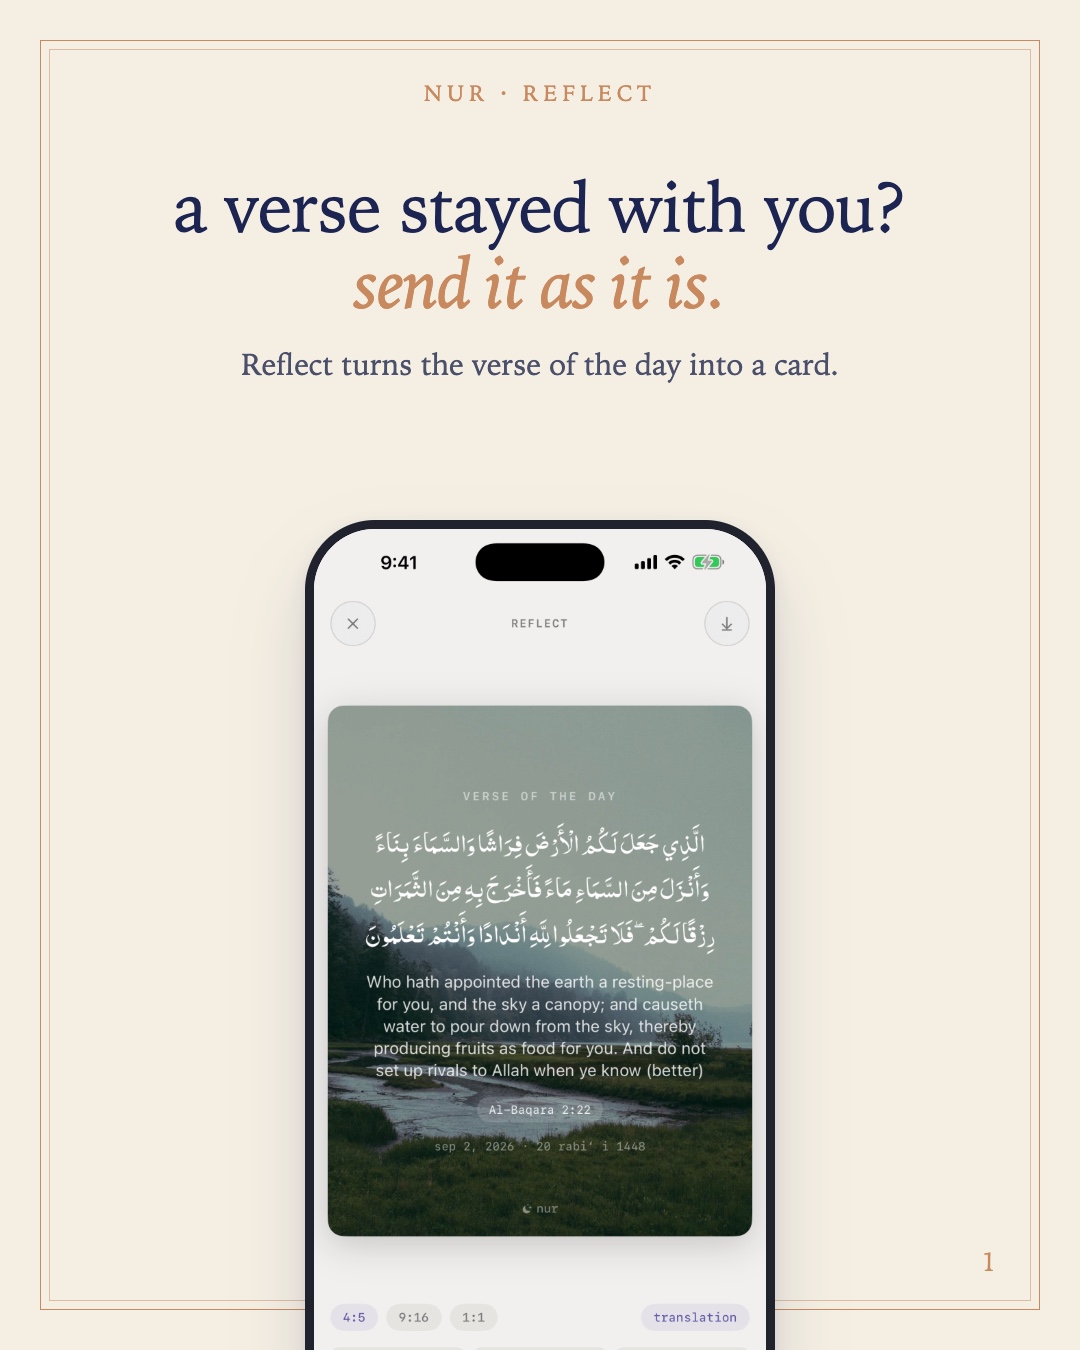 NUR · REFLECT
a verse stayed with you?
send it as it is.
Reflect turns the verse of the day into a card.
9:41
REFLECT
VERSE OF THE DAY
الَّذِي جَعَلَ لَكُمُ الْأَرْضَ فِرَاشًا وَالسَّمَاءَ بِنَاءً
وَأَنْزَلَ مِنَ السَّمَاءِ مَاءً فَأَخْرَجَ بِهِ مِنَ الثَّمَرَاتِ
رِزْقًا لَكُمْ ۖ فَلَا تَجْعَلُوا لِلَّهِ أَنْدَادًا وَأَنْتُمْ تَعْلَمُونَ
Who hath appointed the earth a resting-place
for you, and the sky a canopy; and causeth
water to pour down from the sky, thereby
producing fruits as food for you. And do not
set up rivals to Allah when ye know (better)
Al-Baqara 2:22
sep 2, 2026 · 20 rabi‘ i 1448
nur
1
4:5 9:16 1:1 translation